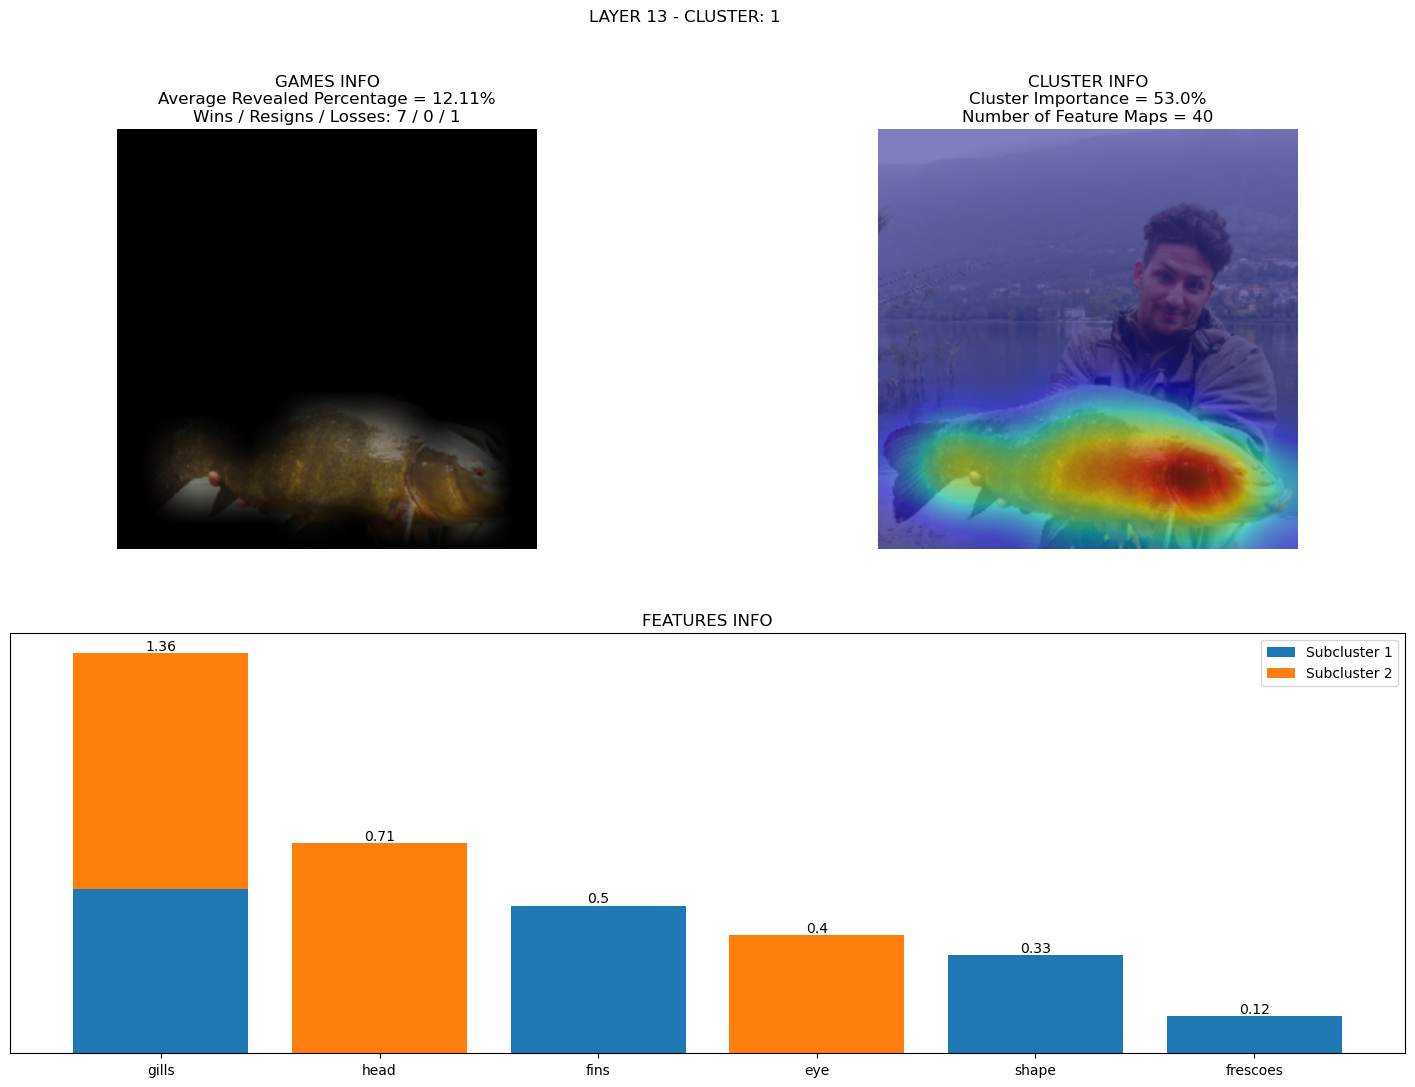 LAYER 13 - CLUSTER: 1
GAMES INFO
Average Revealed Percentage = 12.11%
Wins / Resigns / Losses: 7 / 0 / 1
CLUSTER INFO
Cluster Importance = 53.0%
Number of Feature Maps = 40
FEATURES INFO
Subcluster 1
Subcluster 2
1.36
0.71
0.5
0.4
0.33
0.12
gills
head
fins
eye
shape
frescoes